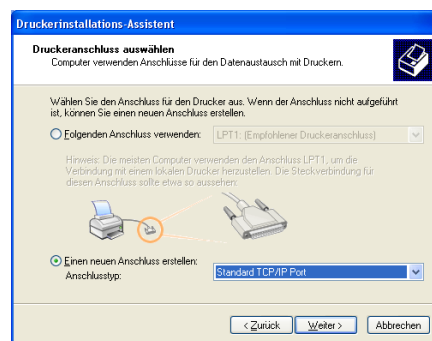 Druckerinstallations-Assistent
Druckeranschluss auswählen
Computer verwenden Anschlüsse für den Datenaustausch mit Druckern.
Wählen Sie den Anschluss für den Drucker aus. Wenn der Anschluss nicht aufgeführt
ist, können Sie einen neuen Anschluss erstellen.
Folgenden Anschluss verwenden: LPT1: (Empfohlener Druckeranschluss)
Hinweis: Die meisten Computer verwenden den Anschluss LPT1, um die
Verbindung mit einem lokalen Drucker herzustellen. Die Steckverbindung für
diesen Anschluss sollte etwa so aussehen:
Einen neuen Anschluss erstellen:
Anschlusstyp: Standard TCP/IP Port
< Zurück Weiter > Abbrechen